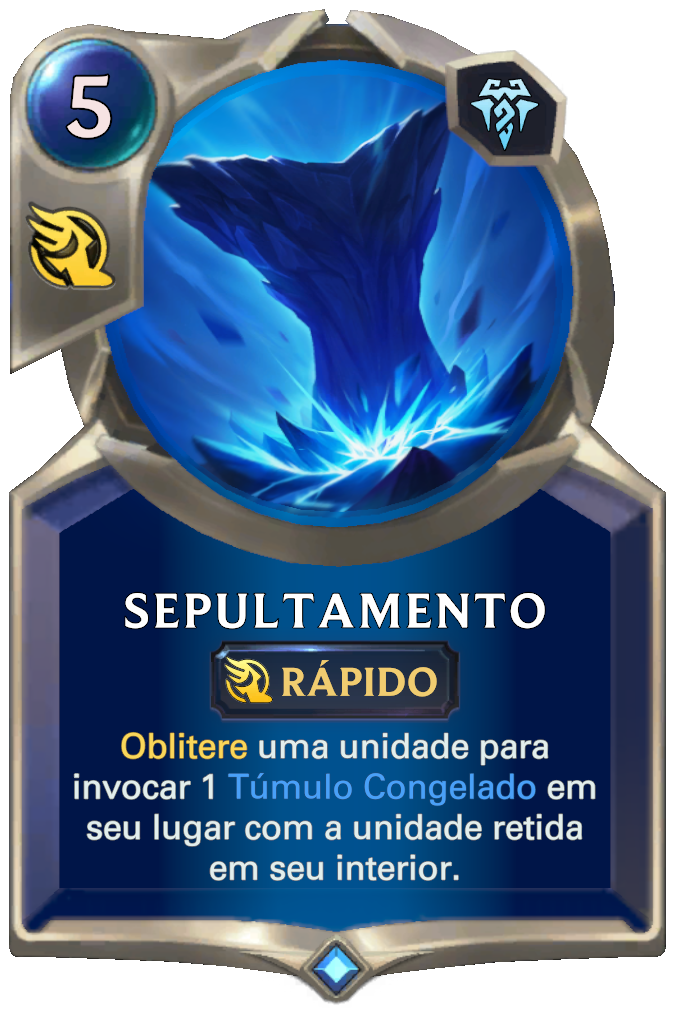 5
SEPULTAMENTO
RÁPIDO
Oblitere uma unidade para
invocar 1 Túmulo Congelado em
seu lugar com a unidade retida
em seu interior.